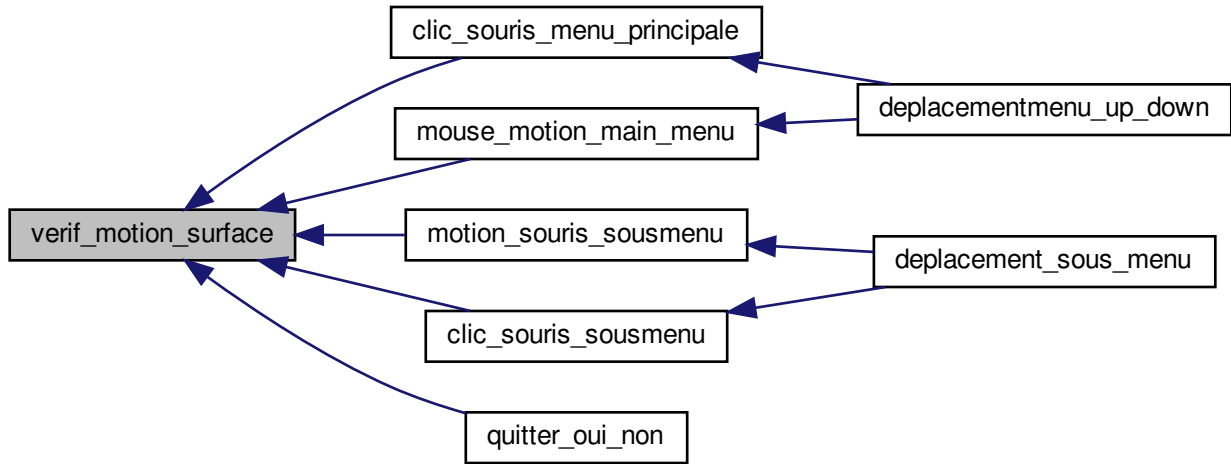 clic_souris_menu_principale
deplacementmenu_up_down
mouse_motion_main_menu
verif_motion_surface
motion_souris_sousmenu
deplacement_sous_menu
clic_souris_sousmenu
quitter_oui_non